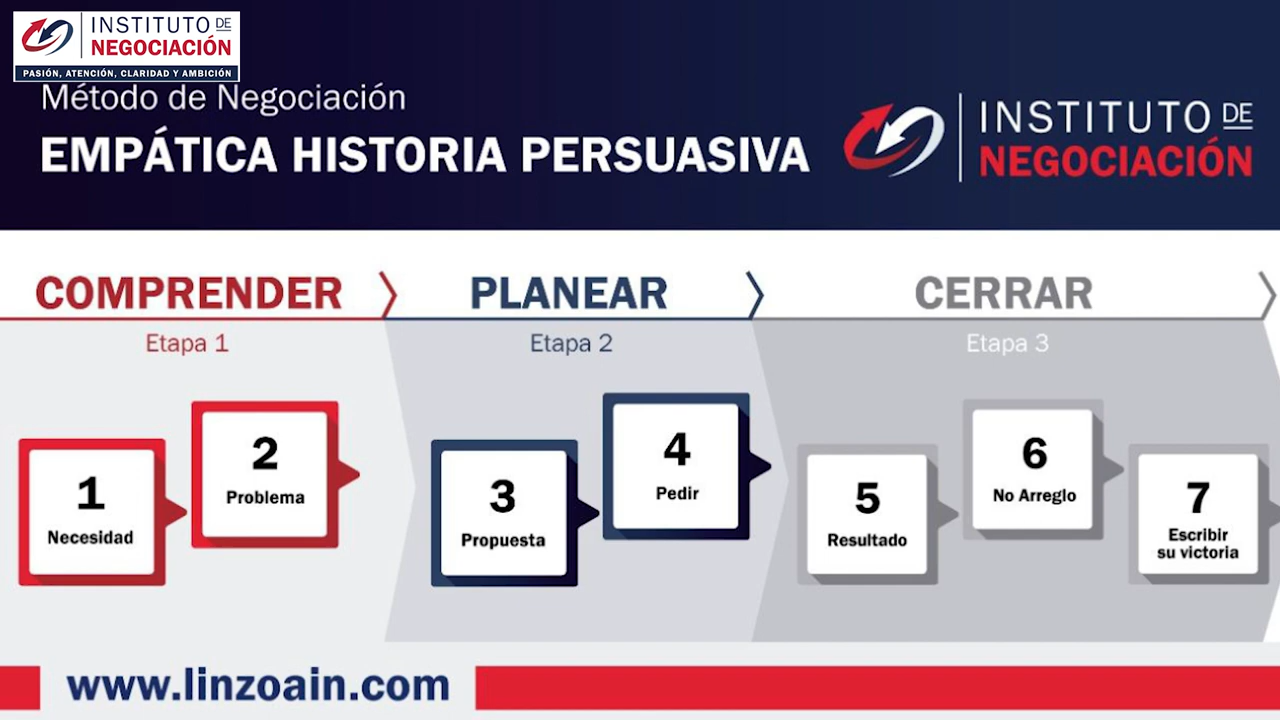 INSTITUTO DE
NEGOCIACIÓN
PASIÓN, ATENCIÓN, CLARIDAD Y AMBICIÓN
Método de Negociación
EMPÁTICA HISTORIA PERSUASIVA
INSTITUTO DE
NEGOCIACIÓN
COMPRENDER
PLANEAR
CERRAR
Etapa 1
Etapa 2
Etapa 3
1
Necesidad
2
Problema
3
Propuesta
4
Pedir
5
Resultado
6
No Arreglo
7
Escribir
su victoria
www.linzoain.com